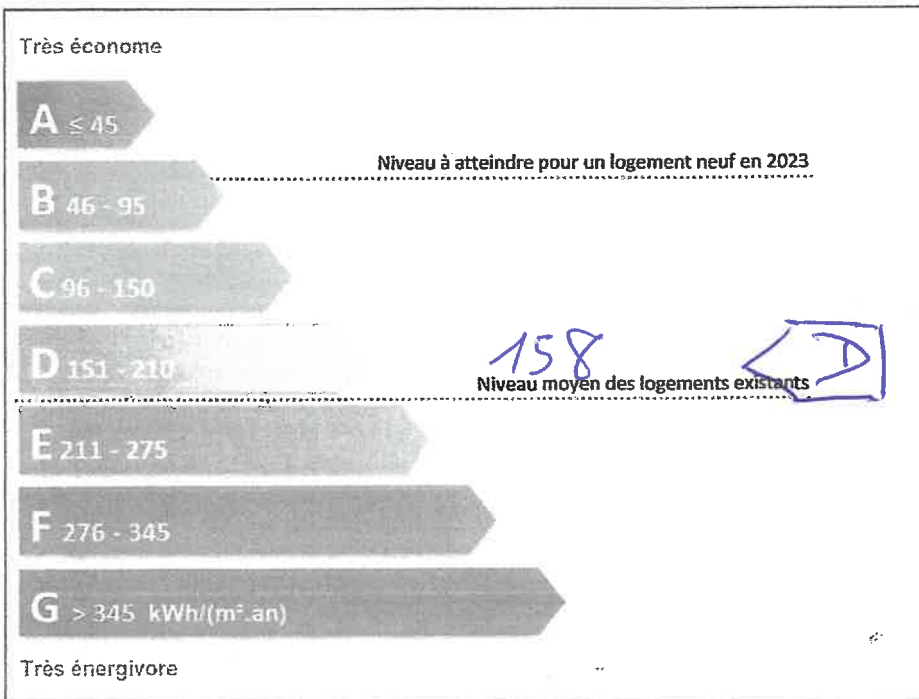 Très économe
A ≤ 45
Niveau à atteindre pour un logement neuf en 2023
B 46 - 95
C 96 - 150
D 151 - 210
158
D
Niveau moyen des logements existants
E 211 - 275
F 276 - 345
G > 345 kWh/(m².an)
Très énergivore